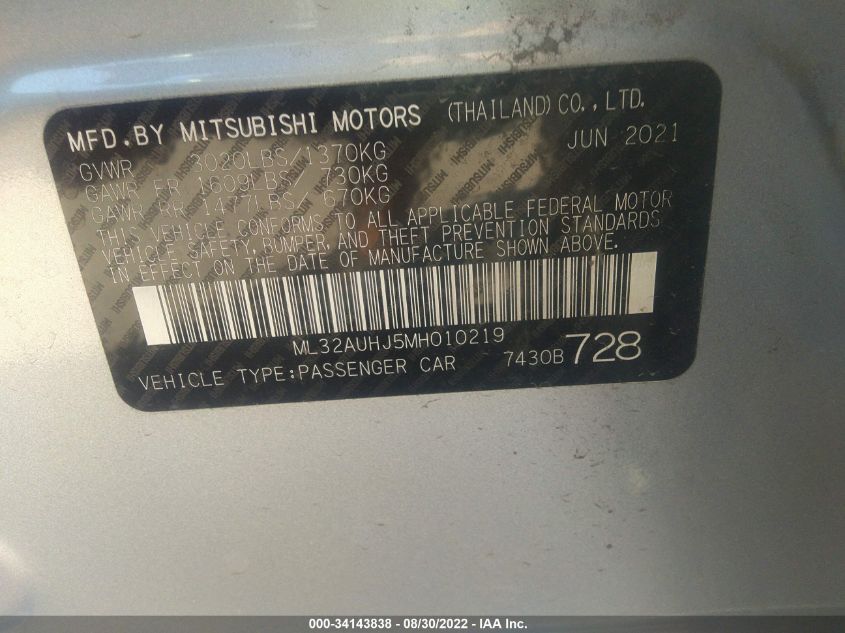 MFD.BY MITSUBISHI MOTORS (THAILAND) CO.,LTD.
GVWR 3020LBS/1370KG JUN 2021
GAWR FR 1609LBS/ 730KG
GAWR RR 1477LBS/ 670KG
THIS VEHICLE CONFORMS TO ALL APPLICABLE FEDERAL MOTOR
VEHICLE SAFETY, BUMPER, AND THEFT PREVENTION STANDARDS
IN EFFECT ON THE DATE OF MANUFACTURE SHOWN ABOVE.
ML32AUHJ5MH010219
VEHICLE TYPE:PASSENGER CAR 7430B 728
000-34143838 - 08/30/2022 - IAA Inc.